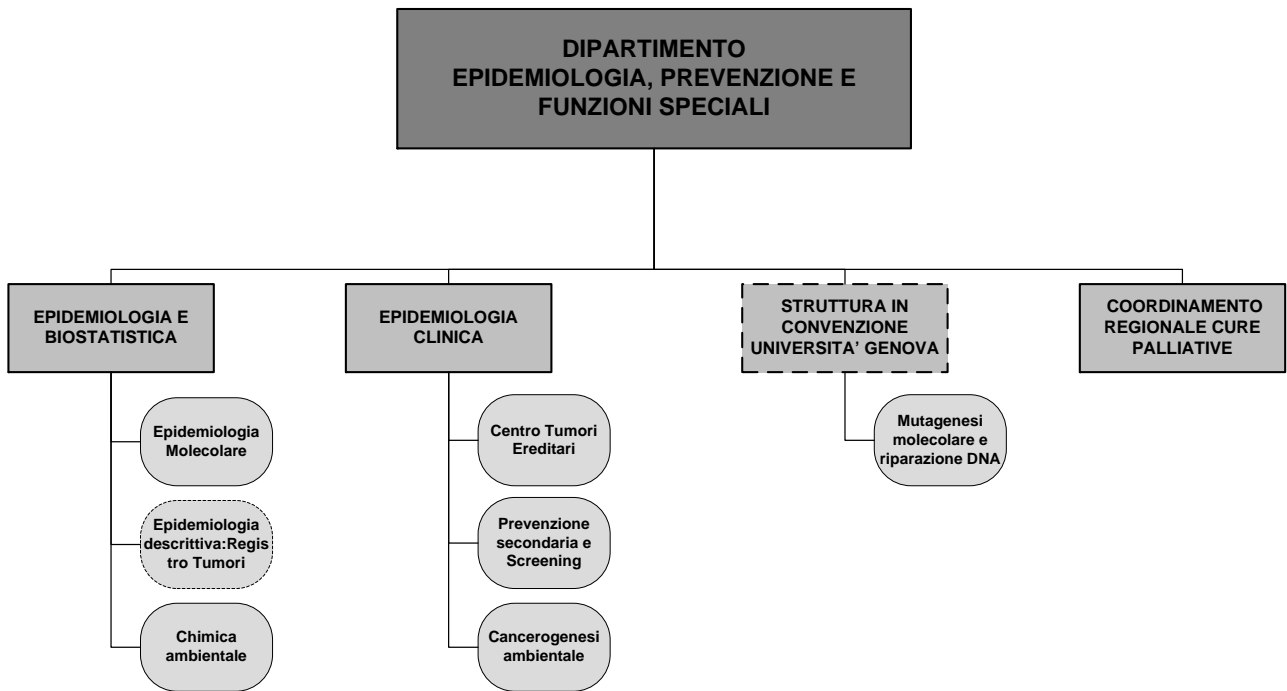 DIPARTIMENTO
EPIDEMIOLOGIA, PREVENZIONE E
FUNZIONI SPECIALI
EPIDEMIOLOGIA E
BIOSTATISTICA
EPIDEMIOLOGIA
CLINICA
STRUTTURA IN
CONVENZIONE
UNIVERSITA' GENOVA
COORDINAMENTO
REGIONALE CURE
PALLIATIVE
Epidemiologia
Molecolare
Epidemiologia
descrittiva:Regis
tro Tumori
Chimica
ambientale
Centro Tumori
Ereditari
Prevenzione
secondaria e
Screening
Cancerogenesi
ambientale
Mutagenesi
molecolare e
riparazione DNA